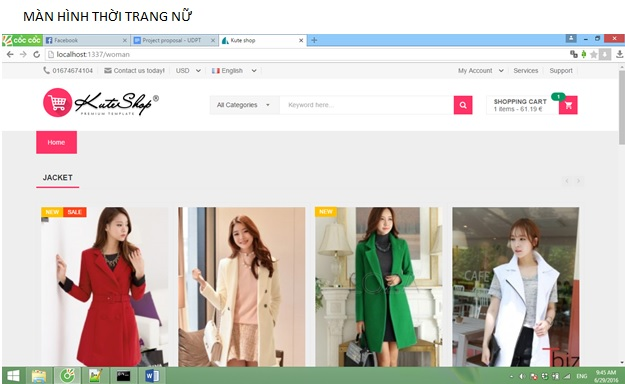 MÀN HÌNH THỜI TRANG NỮ
CỐC CỐC Facebook Project proposal - UDPT Kute shop
localhost:1337/woman
01674674104 Contact us today! USD English My Account Services Support
KuteShop®
PREMIUM TEMPLATE
All Categories Keyword here... SHOPPING CART 1
1 items - 61.19 €
Home
JACKET
NEW SALE NEW
CAFE
biz
ENG 9:45 AM
6/29/2016